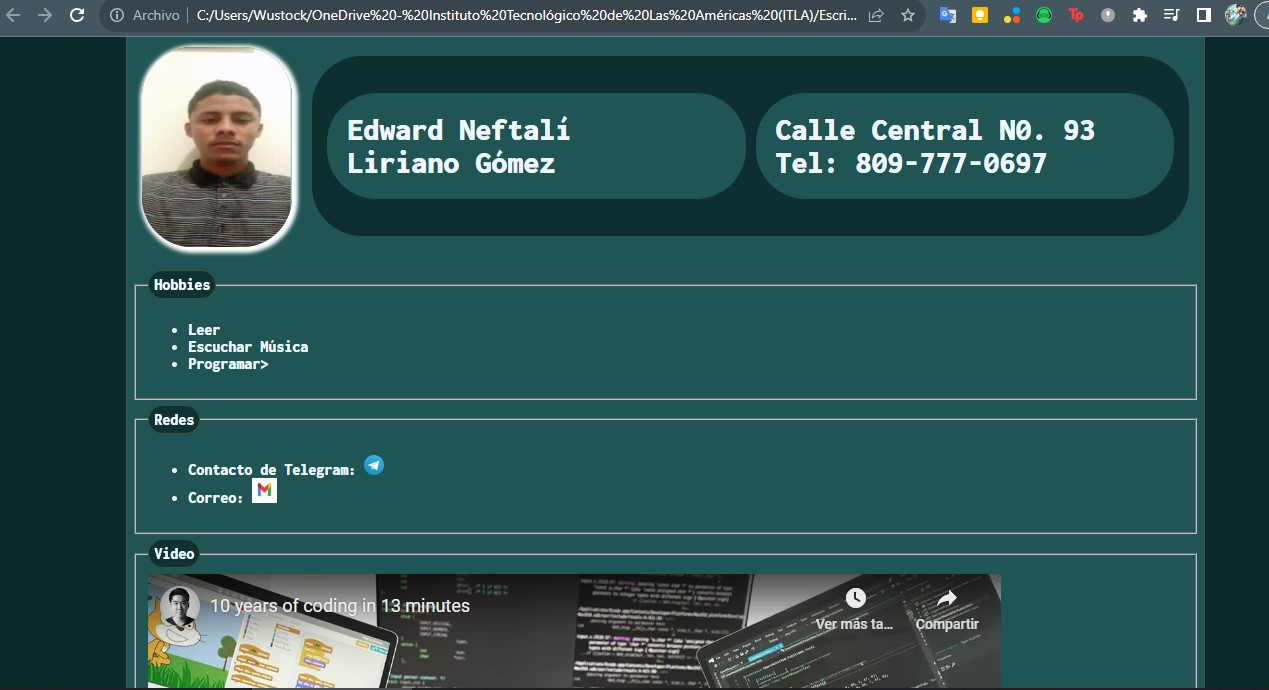 Archivo | C:/Users/Wustock/OneDrive%20-%20Instituto%20Tecnológico%20de%20Las%20Américas%20(ITLA)/Escri...
Edward Neftalí
Liriano Gómez
Calle Central N0. 93
Tel: 809-777-0697
Hobbies
• Leer
• Escuchar Música
• Programar>
Redes
• Contacto de Telegram:
• Correo:
Video
10 years of coding in 13 minutes
Ver más ta...
Compartir